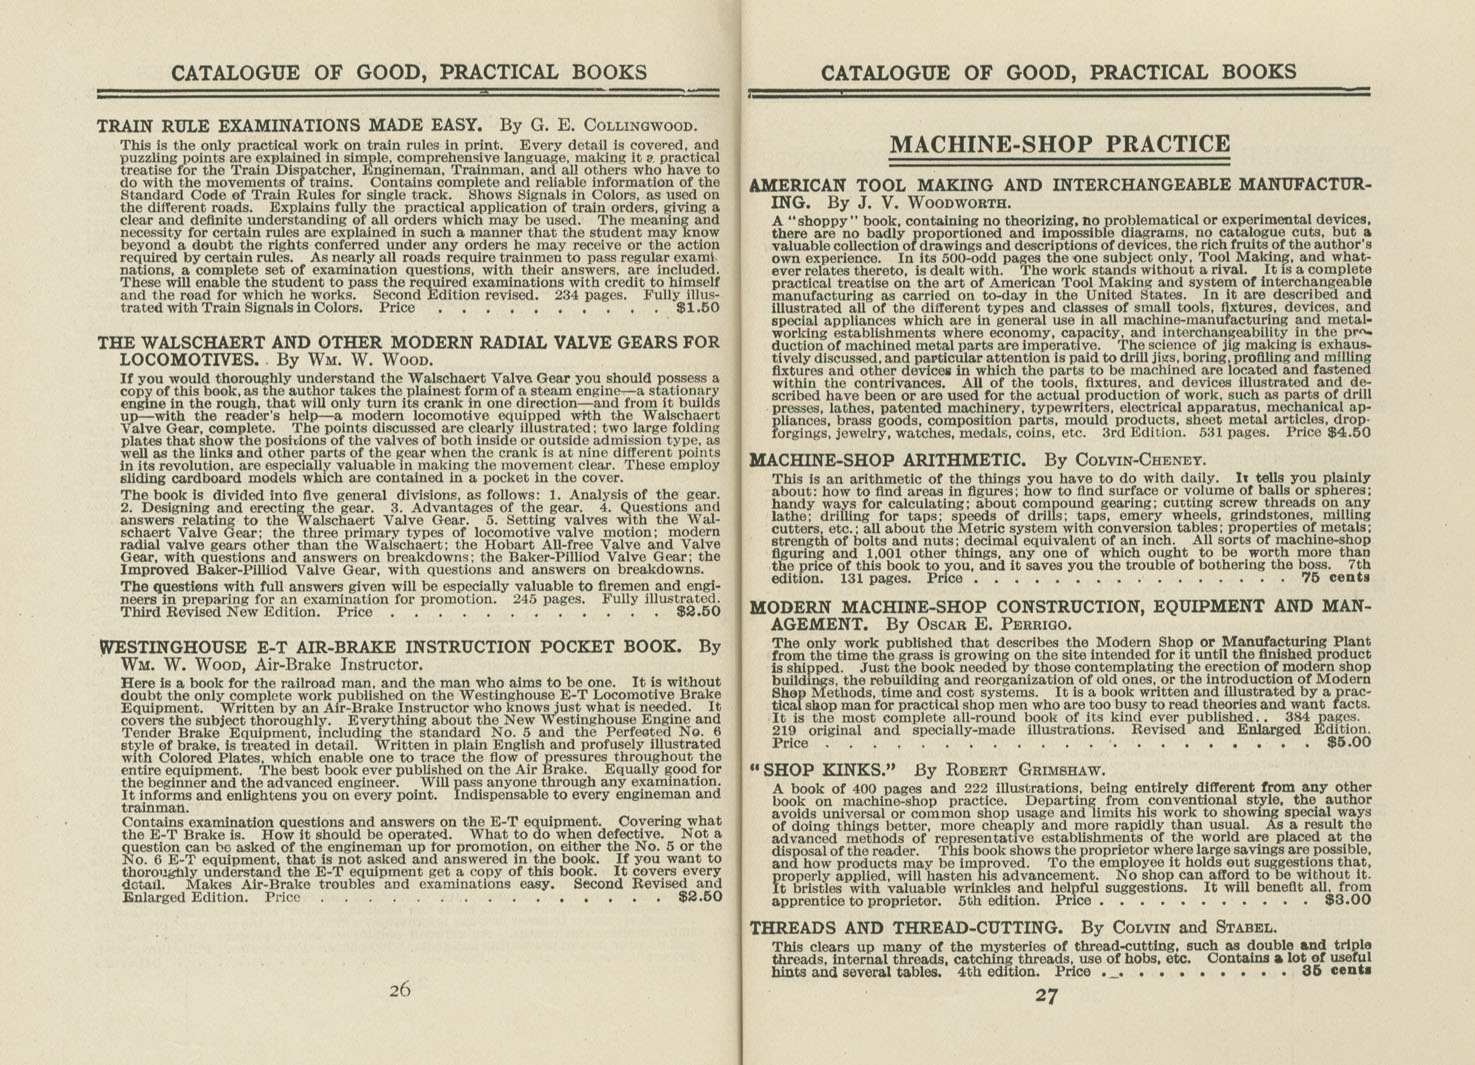 CATALOGUE OF GOOD, PRACTICAL BOOKS
TRAIN RULE EXAMINATIONS MADE EASY. By G. E. COLLINGWOOD.
This is the only practical work on train rules in print. Every detail is covered, and
puzzling points are explained in simple, comprehensive language, making it a practical
treatise for the Train Dispatcher, Engineman, Trainman, and all others who have to
do with the movements of trains. Contains complete and reliable information of the
Standard Code of Train Rules for single track. Shows Signals in Colors, as used on
the different roads. Explains fully the practical application of train orders, giving a
clear and definite understanding of all orders which may be used. The meaning and
necessity for certain rules are explained in such a manner that the student may know
beyond a doubt the rights conferred under any orders he may receive or the action
required by certain rules. As nearly all roads require trainmen to pass regular exami-
nations, a complete set of examination questions, with their answers, are included.
These will enable the student to pass the required examinations with credit to himself
and the road for which he works. Second Edition revised. 234 pages. Fully illus-
trated with Train Signals in Colors. Price . . . . . . . . . . $1.50
THE WALSCHAERT AND OTHER MODERN RADIAL VALVE GEARS FOR
LOCOMOTIVES. By WM. W. WOOD.
If you would thoroughly understand the Walschaert Valve Gear you should possess a
copy of this book, as the author takes the plainest form of a steam engine—a stationary
engine in the rough, that will only turn its crank in one direction—and from it builds
up—with the reader's help—a modern locomotive equipped with the Walschaert
Valve Gear, complete. The points discussed are clearly illustrated; two large folding
plates that show the positions of the valves of both inside or outside admission type, as
well as the links and other parts of the gear when the crank is at nine different points
in its revolution, are especially valuable in making the movement clear. These employ
sliding cardboard models which are contained in a pocket in the cover.
The book is divided into five general divisions, as follows: 1. Analysis of the gear.
2. Designing and erecting the gear. 3. Advantages of the gear. 4. Questions and
answers relating to the Walschaert Valve Gear. 5. Setting valves with the Wal-
schaert Valve Gear; the three primary types of locomotive valve motion; modern
radial valve gears other than the Walschaert; the Hobart All-free Valve and Valve
Gear, with questions and answers on breakdowns; the Baker-Pilliod Valve Gear; the
Improved Baker-Pilliod Valve Gear, with questions and answers on breakdowns.
The questions with full answers given will be especially valuable to firemen and engi-
neers in preparing for an examination for promotion. 245 pages. Fully illustrated.
Third Revised New Edition. Price . . . . . . . . . . . . $2.50
WESTINGHOUSE E-T AIR-BRAKE INSTRUCTION POCKET BOOK. By
WM. W. WOOD, Air-Brake Instructor.
Here is a book for the railroad man, and the man who aims to be one. It is without
doubt the only complete work published on the Westinghouse E-T Locomotive Brake
Equipment. Written by an Air-Brake Instructor who knows just what is needed. It
covers the subject thoroughly. Everything about the New Westinghouse Engine and
Tender Brake Equipment, including the standard No. 5 and the Perfected No. 6
style of brake, is treated in detail. Written in plain English and profusely illustrated
with Colored Plates, which enable one to trace the flow of pressures throughout the
entire equipment. The best book ever published on the Air Brake. Equally good for
the beginner and the advanced engineer. Will pass anyone through any examination.
It informs and enlightens you on every point. Indispensable to every engineman and
trainman.
Contains examination questions and answers on the E-T equipment. Covering what
the E-T Brake is. How it should be operated. What to do when defective. Not a
question can be asked of the engineman up for promotion, on either the No. 5 or the
No. 6 E-T equipment, that is not asked and answered in the book. If you want to
thoroughly understand the E-T equipment get a copy of this book. It covers every
detail. Makes Air-Brake troubles and examinations easy. Second Revised and
Enlarged Edition. Price . . . . . . . . . . . . . . . $2.50
26
CATALOGUE OF GOOD, PRACTICAL BOOKS
MACHINE-SHOP PRACTICE
AMERICAN TOOL MAKING AND INTERCHANGEABLE MANUFACTUR-
ING. By J. V. WOODWORTH.
A "shoppy" book, containing no theorizing, no problematical or experimental devices,
there are no badly proportioned and impossible diagrams, no catalogue cuts, but a
valuable collection of drawings and descriptions of devices, the rich fruits of the author's
own experience. In its 500-odd pages the one subject only, Tool Making, and what-
ever relates thereto, is dealt with. The work stands without a rival. It is a complete
practical treatise on the art of American Tool Making and system of interchangeable
manufacturing as carried on to-day in the United States. In it are described and
illustrated all of the different types and classes of small tools, fixtures, devices, and
special appliances which are in general use in all machine-manufacturing and metal-
working establishments where economy, capacity, and interchangeability in the pro-
duction of machined metal parts are imperative. The science of jig making is exhaus-
tively discussed, and particular attention is paid to drill jigs, boring, profiling and milling
fixtures and other devices in which the parts to be machined are located and fastened
within the contrivances. All of the tools, fixtures, and devices illustrated and de-
scribed have been or are used for the actual production of work, such as parts of drill
presses, lathes, patented machinery, typewriters, electrical apparatus, mechanical ap-
pliances, brass goods, composition parts, mould products, sheet metal articles, drop-
forgings, jewelry, watches, medals, coins, etc. 3rd Edition. 531 pages. Price $4.50
MACHINE-SHOP ARITHMETIC. By COLVIN-CHENEY.
This is an arithmetic of the things you have to do with daily. It tells you plainly
about: how to find areas in figures; how to find surface or volume of balls or spheres;
handy ways for calculating; about compound gearing; cutting screw threads on any
lathe; drilling for taps; speeds of drills; taps, emery wheels, grindstones, milling
cutters, etc.; all about the Metric system with conversion tables; properties of metals;
strength of bolts and nuts; decimal equivalent of an inch. All sorts of machine-shop
figuring and 1,001 other things, any one of which ought to be worth more than
the price of this book to you, and it saves you the trouble of bothering the boss. 7th
edition. 131 pages. Price . . . . . . . . . . . . . . . . 75 cents
MODERN MACHINE-SHOP CONSTRUCTION, EQUIPMENT AND MAN-
AGEMENT. By OSCAR E. PERRIGO.
The only work published that describes the Modern Shop or Manufacturing Plant
from the time the grass is growing on the site intended for it until the finished product
is shipped. Just the book needed by those contemplating the erection of modern shop
buildings, the rebuilding and reorganization of old ones, or the introduction of Modern
Shop Methods, time and cost systems. It is a book written and illustrated by a prac-
tical shop man for practical shop men who are too busy to read theories and want facts.
It is the most complete all-round book of its kind ever published.. 384 pages.
219 original and specially-made illustrations. Revised and Enlarged Edition.
Price . . . . . . . . . . . . . . . . . . . . $5.00
"SHOP KINKS." By ROBERT GRIMSHAW.
A book of 400 pages and 222 illustrations, being entirely different from any other
book on machine-shop practice. Departing from conventional style, the author
avoids universal or common shop usage and limits his work to showing special ways
of doing things better, more cheaply and more rapidly than usual. As a result the
advanced methods of representative establishments of the world are placed at the
disposal of the reader. This book shows the proprietor where large savings are possible,
and how products may be improved. To the employee it holds out suggestions that,
properly applied, will hasten his advancement. No shop can afford to be without it.
It bristles with valuable wrinkles and helpful suggestions. It will benefit all, from
apprentice to proprietor. 5th edition. Price . . . . . . . . . . $3.00
THREADS AND THREAD-CUTTING. By COLVIN and STABEL.
This clears up many of the mysteries of thread-cutting, such as double and triple
threads, internal threads, catching threads, use of hobs, etc. Contains a lot of useful
hints and several tables. 4th edition. Price . . . . . . . . . . 35 cents
27